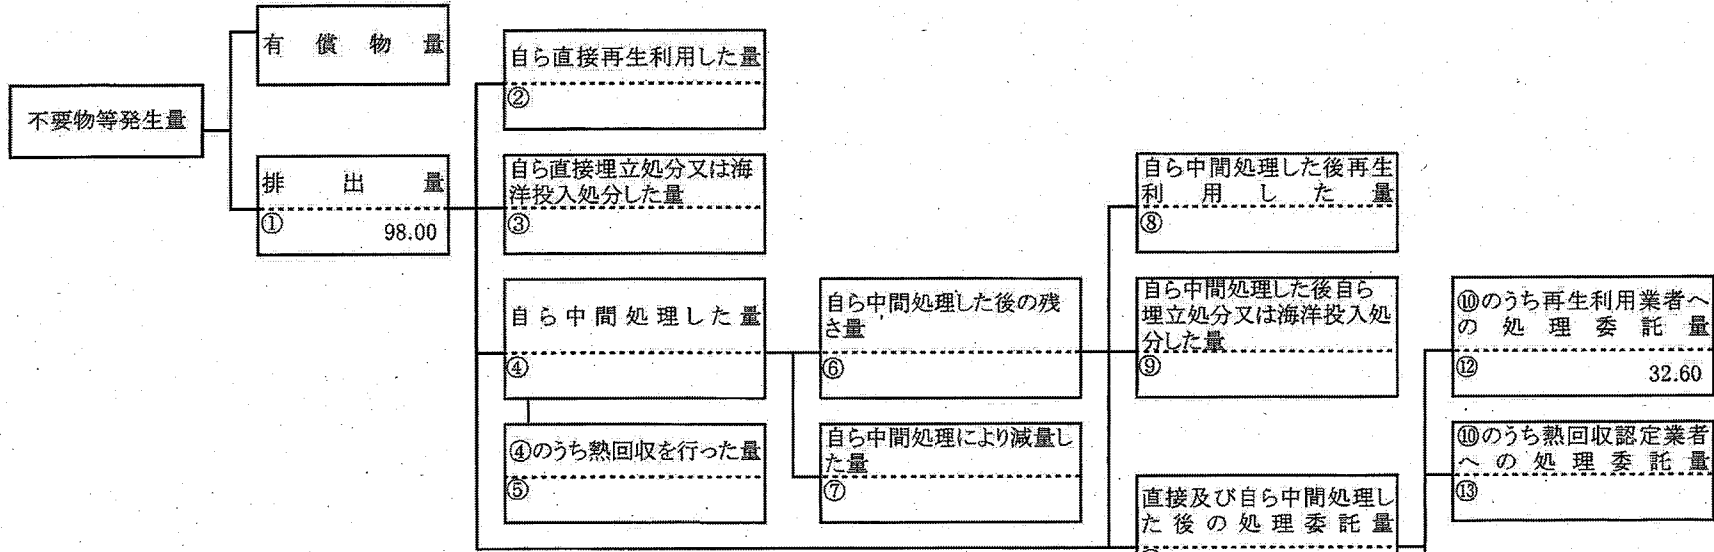 有償物量
不要物等発生量
排出量
①
98.00
自ら直接再生利用した量
②
自ら直接埋立処分又は海
洋投入処分した量
③
自ら中間処理した量
④
④のうち熱回収を行った量
⑤
自ら中間処理した後の残
さ量
⑥
自ら中間処理により減量し
た量
⑦
自ら中間処理した後再生
利用した量
⑧
自ら中間処理した後自ら
埋立処分又は海洋投入処
分した量
⑨
直接及び自ら中間処理し
た後の処理委託量
⑩のうち再生利用業者へ
の処理委託量
⑫
32.60
⑩のうち熱回収認定業者
への処理委託量
⑬